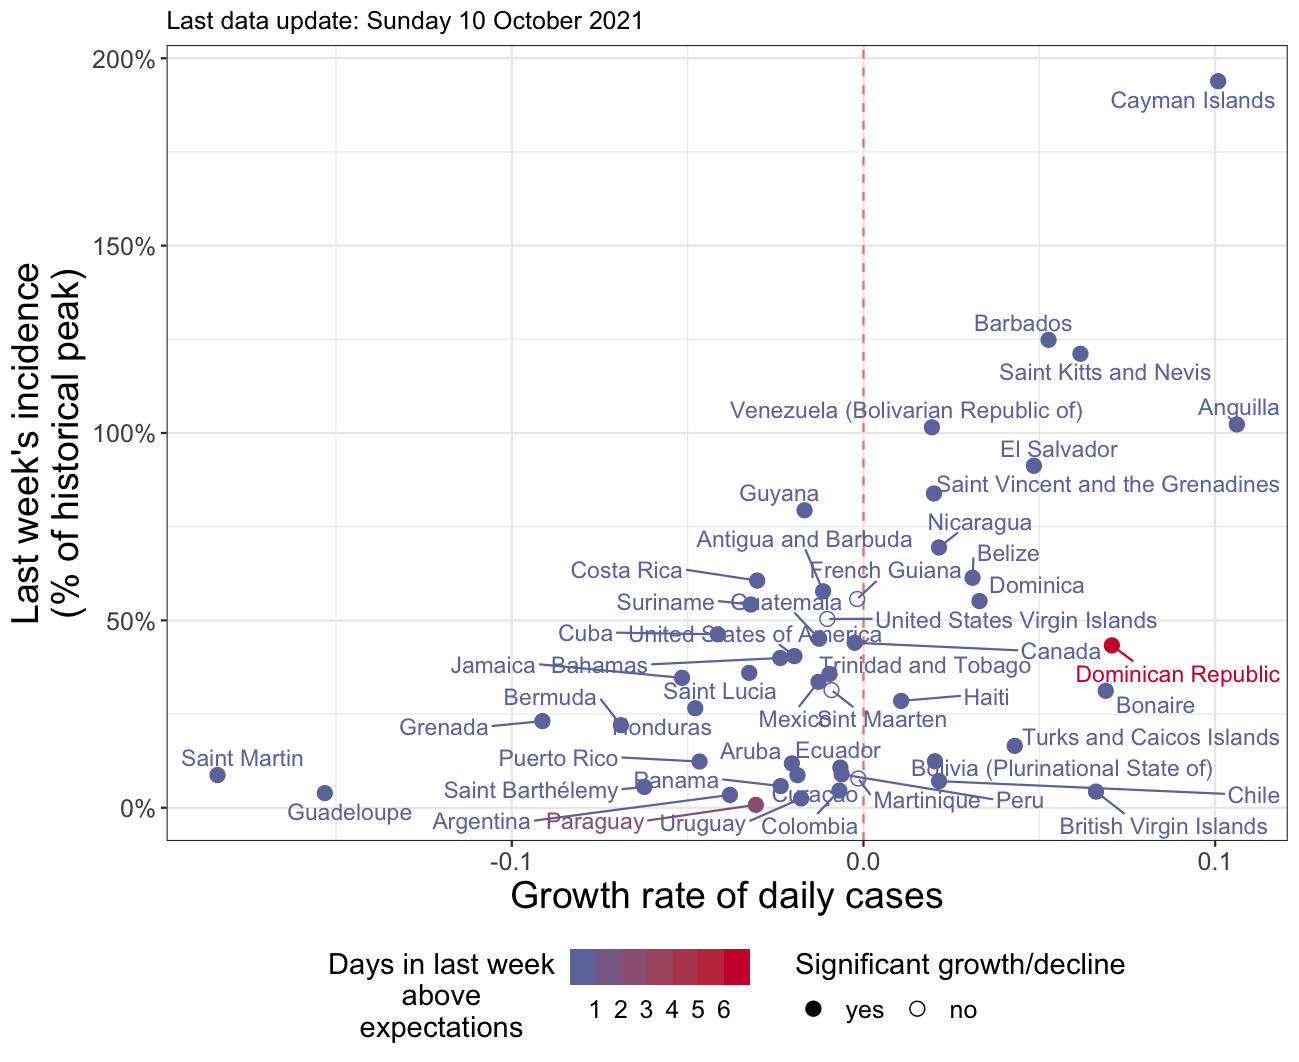 Last data update: Sunday 10 October 2021
Last week's incidence
(% of historical peak)
200%
150%
100%
50%
0%
Cayman Islands
Barbados
Saint Kitts and Nevis
Venezuela (Bolivarian Republic of)
Anguilla
El Salvador
Saint Vincent and the Grenadines
Guyana
Nicaragua
Antigua and Barbuda
Belize
Costa Rica
French Guiana
Dominica
Suriname
Guatemala
United States Virgin Islands
Cuba
United States of America
Canada
Jamaica
Bahamas
Trinidad and Tobago
Dominican Republic
Saint Lucia
Bermuda
Haiti
Bonaire
Grenada
Honduras
Mexico
Sint Maarten
Turks and Caicos Islands
Saint Martin
Puerto Rico
Aruba
Ecuador
Bolivia (Plurinational State of)
Saint Barthélemy
Panama
Curaçao
Martinique
Peru
Chile
Guadeloupe
Argentina
Paraguay
Uruguay
Colombia
British Virgin Islands
-0.1
0.0
0.1
Growth rate of daily cases
Days in last week
above
expectations
1 2 3 4 5 6
Significant growth/decline
yes
no